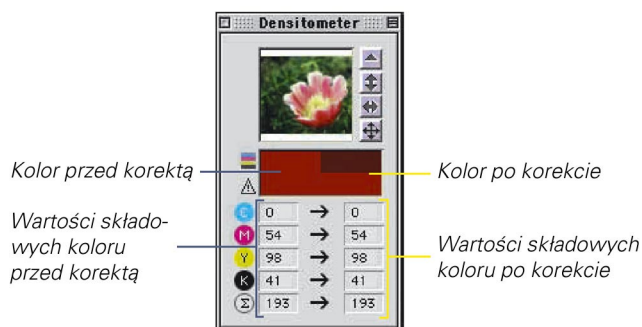 Densitometer
Kolor przed korektą
Kolor po korekcie
Wartości składo-
wych koloru
przed korektą
C 0 → 0
M 54 → 54
Y 98 → 98
K 41 → 41
Σ 193 → 193
Wartości składowych
koloru po korekcie